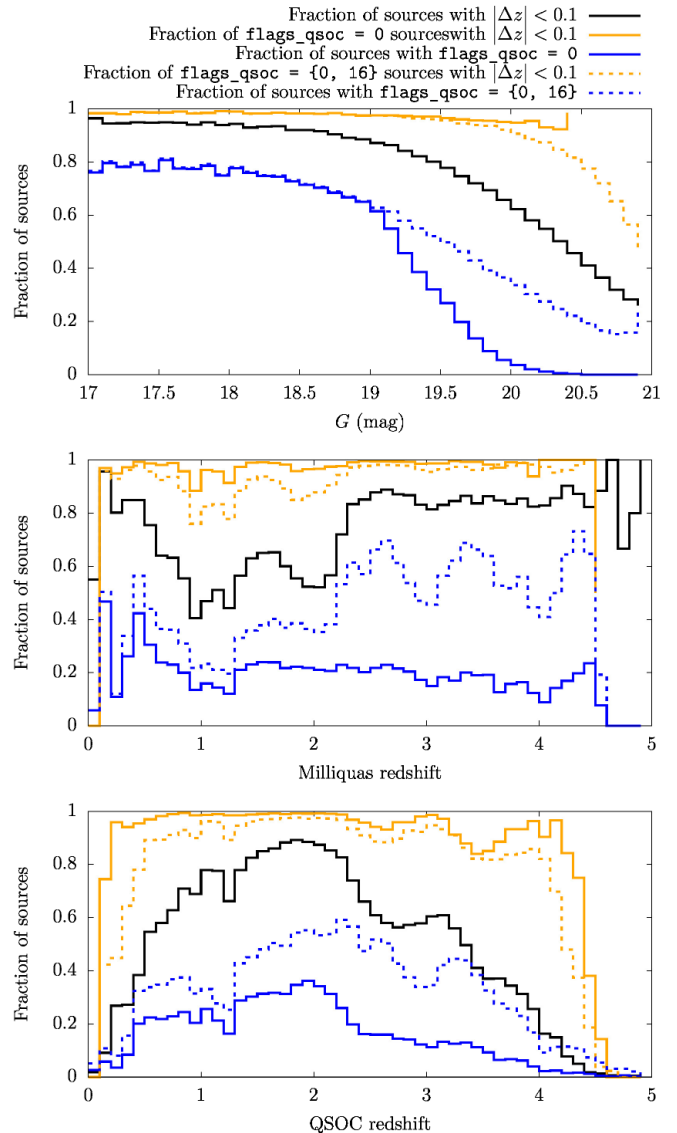 Fraction of sources with |Δz| < 0.1
Fraction of flags_qsoc = 0 sourceswith |Δz| < 0.1
Fraction of sources with flags_qsoc = 0
Fraction of flags_qsoc = {0, 16} sources with |Δz| < 0.1
Fraction of sources with flags_qsoc = {0, 16}
1
0.8
0.6
0.4
0.2
0
Fraction of sources
17 17.5 18 18.5 19 19.5 20 20.5 21
G (mag)
1
0.8
0.6
0.4
0.2
0
Fraction of sources
0 1 2 3 4 5
Milliquas redshift
1
0.8
0.6
0.4
0.2
0
Fraction of sources
0 1 2 3 4 5
QSOC redshift